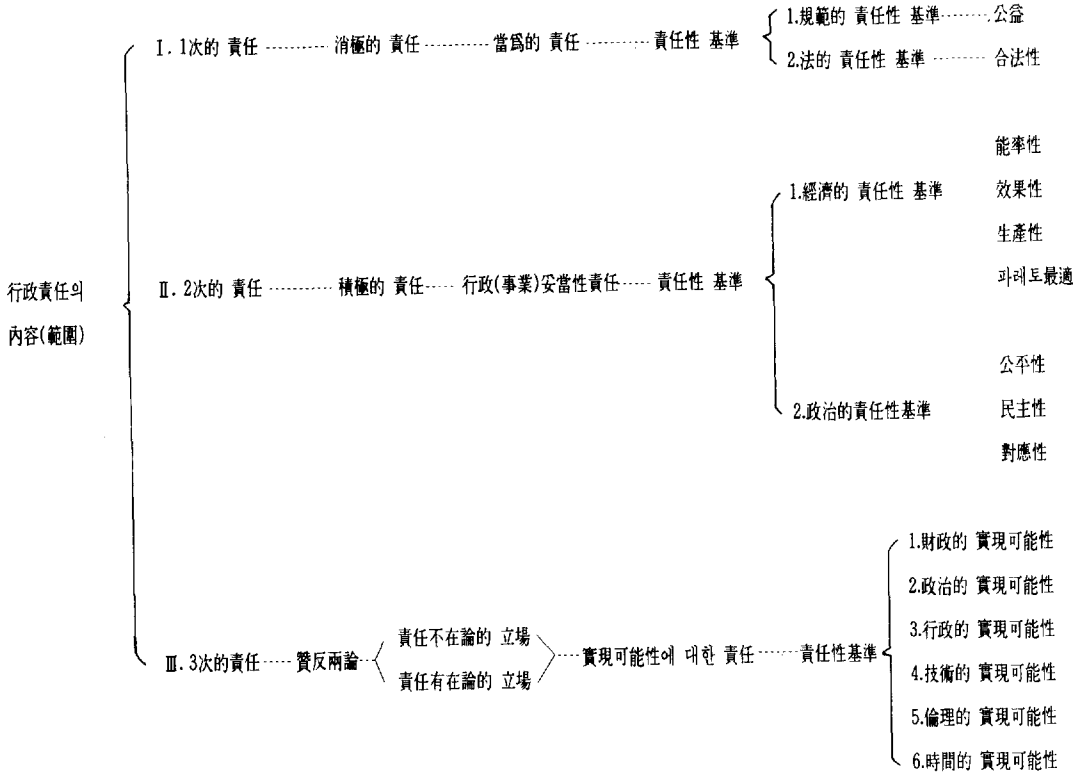 行政責任의
內容(範圍)
Ⅰ. 1次的 責任 ········· 消極的 責任 ········· 當爲的 責任 ········· 責任性 基準
1.規範的 責任性 基準 ······· 公益
2.法的 責任性 基準 ········ 合法性
Ⅱ. 2次的 責任 ·········· 積極的 責任 ···· 行政(事業)妥當性責任 ····· 責任性 基準
1.經濟的 責任性 基準
能率性
效果性
生產性
파레토最適
2.政治的責任性基準
公平性
民主性
對應性
Ⅲ. 3次的責任 ···· 贊反兩論
責任不在論的 立場
責任有在論的 立場
實現可能性에 대한 責任 ······ 責任性基準
1.財政的 實現可能性
2.政治的 實現可能性
3.行政的 實現可能性
4.技術的 實現可能性
5.倫理的 實現可能性
6.時間的 實現可能性